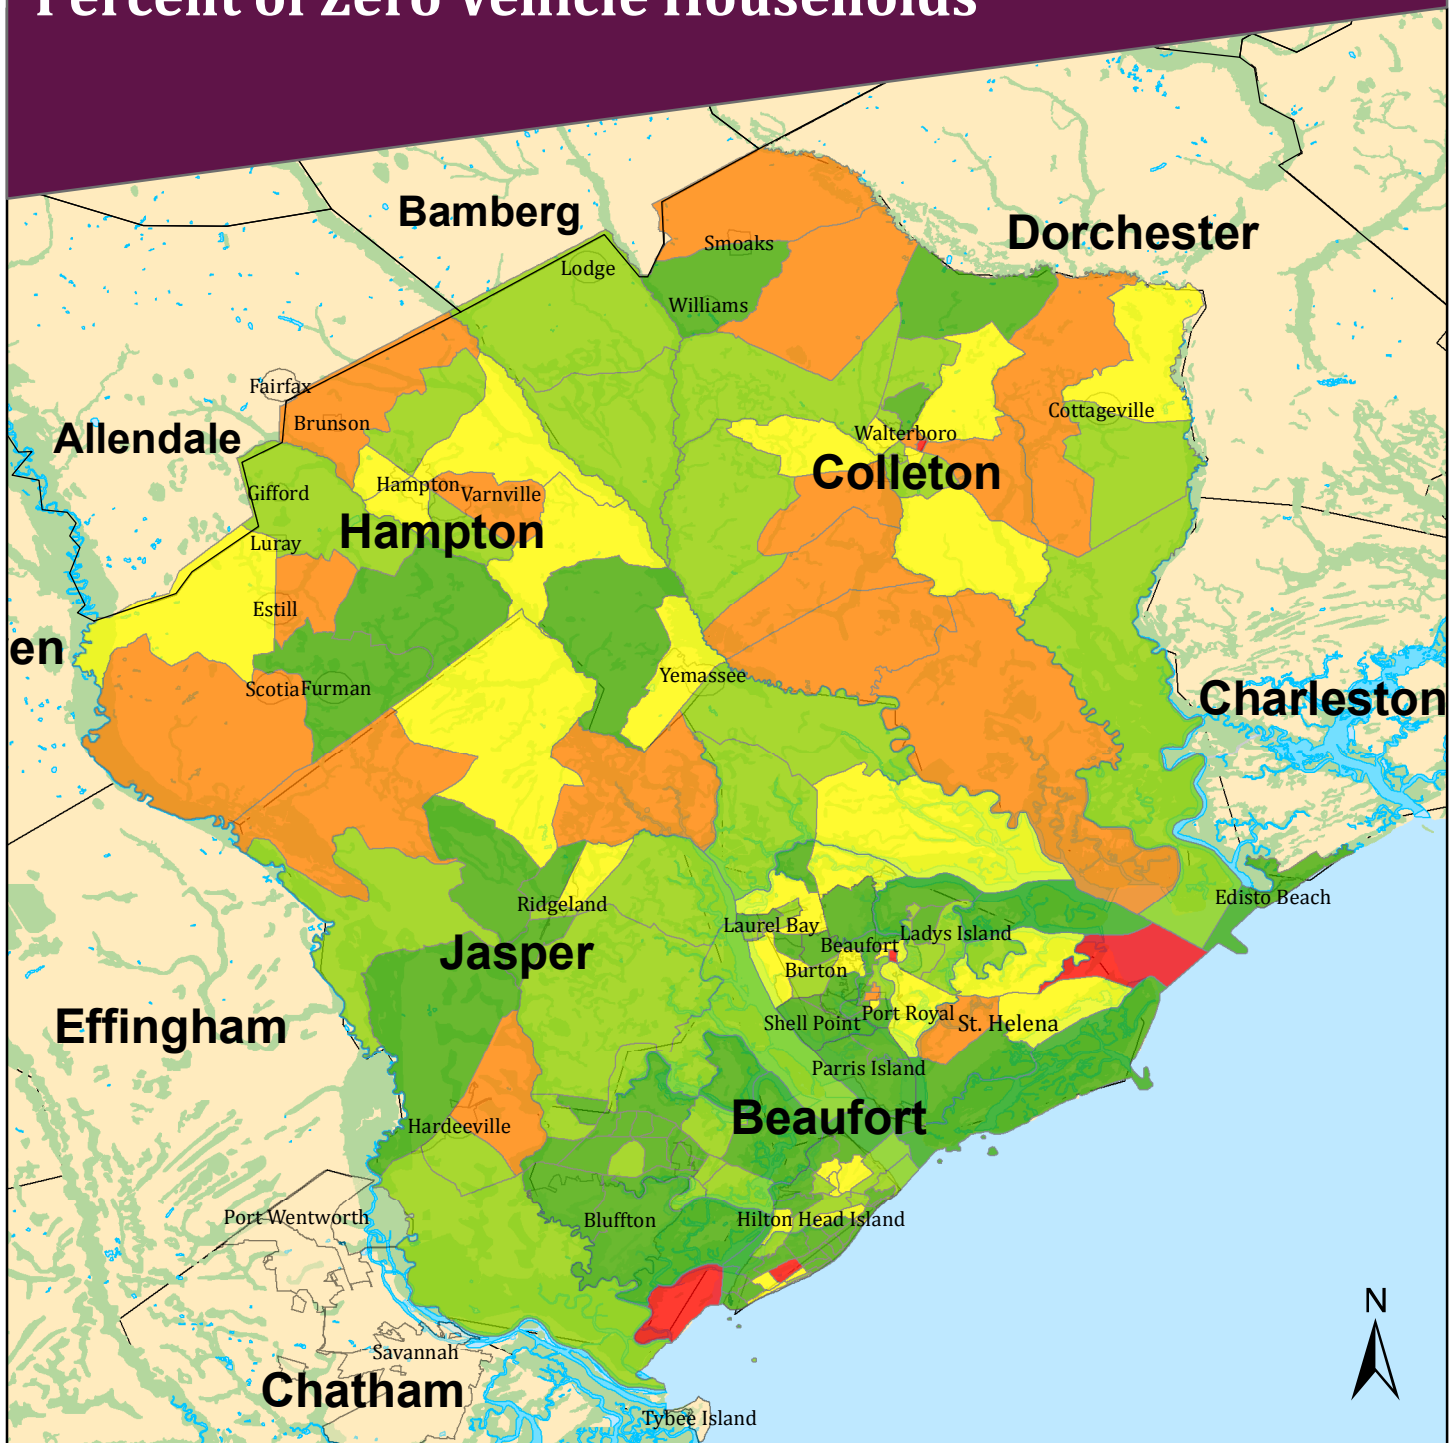 Percent of Zero Vehicle Households
Bamberg
Dorchester
Smoaks
Lodge
Williams
Fairfax
Brunson
Cottageville
Allendale
Walterboro
Colleton
Hampton
Varnville
Gifford
Hampton
Luray
Estill
en
Yemassee
Scotia
Furman
Charleston
Edisto Beach
Ridgeland
Laurel Bay
Ladys Island
Beaufort
Jasper
Burton
Port Royal
Shell Point
St. Helena
Effingham
Parris Island
Beaufort
Hardeeville
Port Wentworth
Bluffton
Hilton Head Island
N
Savannah
Chatham
Tybee Island